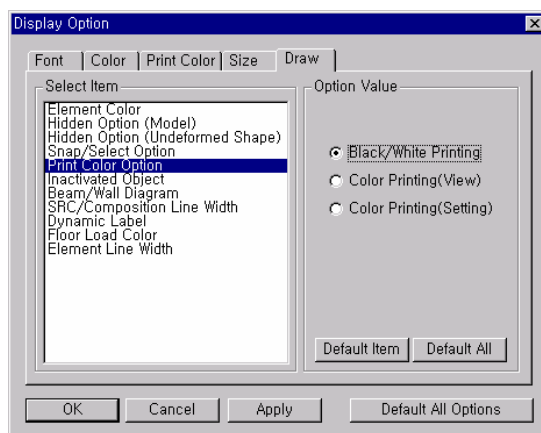 Display Option
Font Color Print Color Size Draw
Select Item
Element Color
Hidden Option (Model)
Hidden Option (Undeformed Shape)
Snap/Select Option
Print Color Option
Inactivated Object
Beam/Wall Diagram
SRC/Composition Line Width
Dynamic Label
Floor Load Color
Element Line Width
Option Value
Black/White Printing
Color Printing(View)
Color Printing(Setting)
Default Item Default All
OK Cancel Apply Default All Options